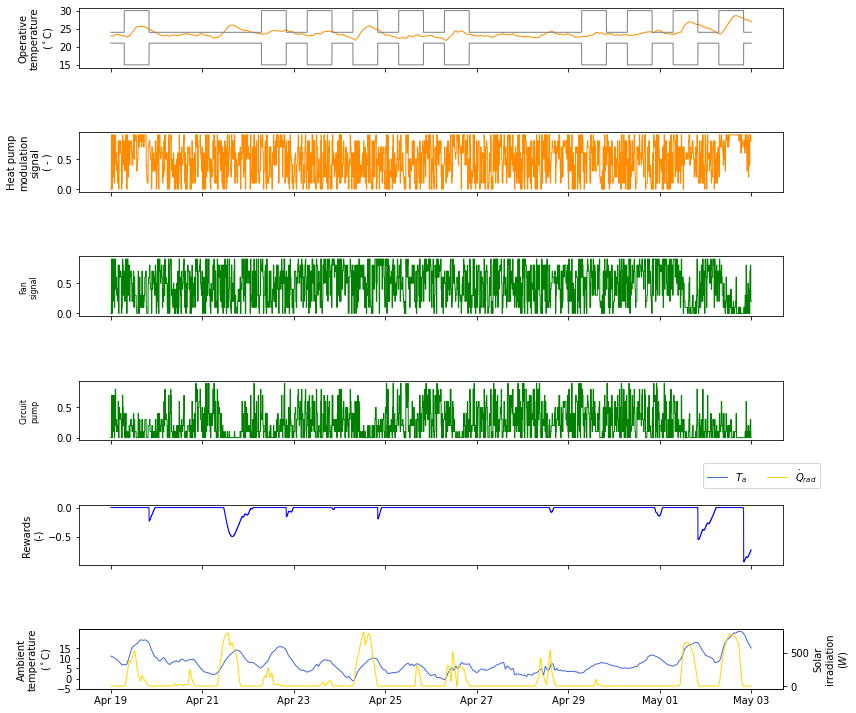 Operative
temperature
(°C)
30
25
20
15
Heat pump
modulation
signal
( - )
0.5
0.0
Fan
signal
0.5
0.0
Circuit
pump
0.5
0.0
T_a
Q̇_rad
Rewards
(-)
0.0
−0.5
Ambient
temperature
(°C)
15
10
5
0
−5
500
0
Solar
irradiation
(W)
Apr 19 Apr 21 Apr 23 Apr 25 Apr 27 Apr 29 May 01 May 03